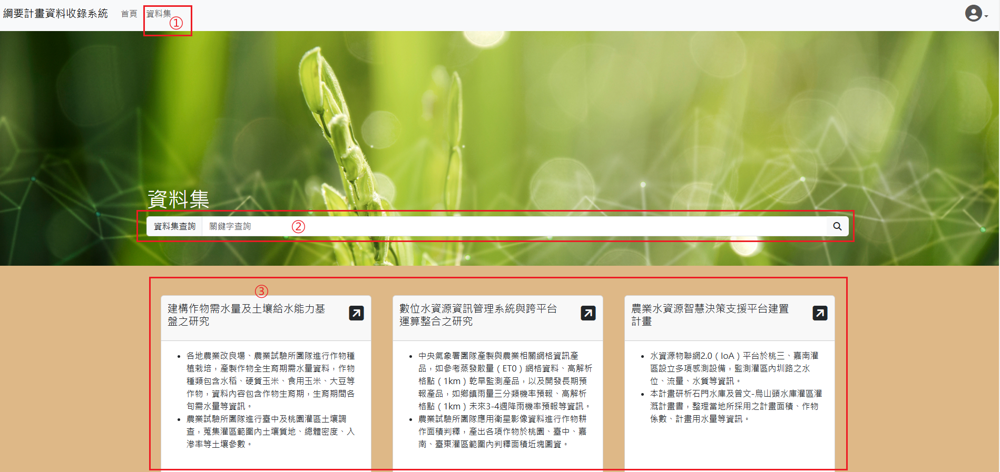 綱要計畫資料收錄系統 首頁 資料集
①
資料集
資料集查詢 關鍵字查詢 ②
③
建構作物需水量及土壤給水能力基
盤之研究
各地農業改良場、農業試驗所團隊進行作物種
植栽培，產製作物全生育期需水量資料，作物
種類包含水稻、硬質玉米、食用玉米、大豆等
作物，資料內容包含作物生育期，生育期間各
旬需水量等資訊。
農業試驗所團隊進行臺中及桃園灌區土壤調
查，蒐集灌區範圍內土壤質地、總體密度、入
滲率等土壤參數。
數位水資源資訊管理系統與跨平台
運算整合之研究
中央氣象署團隊產製與農業相關網格資訊產
品，如參考蒸發散量（ET0）網格資料、高解析
格點（1km）乾旱監測產品，以及開發長期預
報產品，如鄉鎮雨量三分類機率預報、高解析
格點（1km）未來3-4週降雨機率預報等資訊。
農業試驗所團隊應用衛星影像資料進行作物耕
作面積判釋，產出各項作物於桃園、臺中、嘉
南、臺東灌區範圍內判釋面積坵塊圖資。
農業水資源智慧決策支援平台建置
計畫
水資源物聯網2.0（IoA）平台於桃三、嘉南灌
區設立多項感測設備，監測灌區內圳路之水
位、流量、水質等資訊。
本計畫研析石門水庫及曾文-烏山頭水庫灌區灌
溉計畫書，整理當地所採用之計畫面積、作物
係數、計畫用水量等資訊。